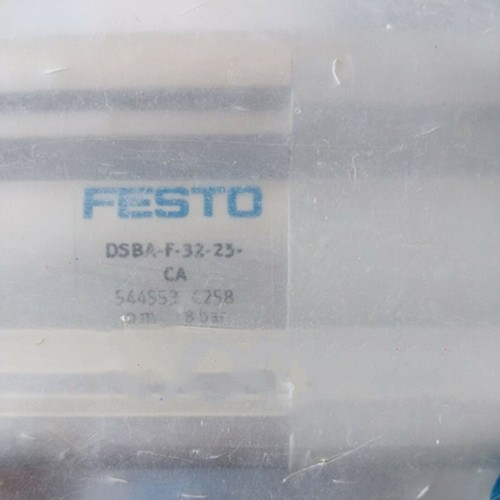 FESTO
DSBA-F-32-25-
CA
544553 C258
8 bar